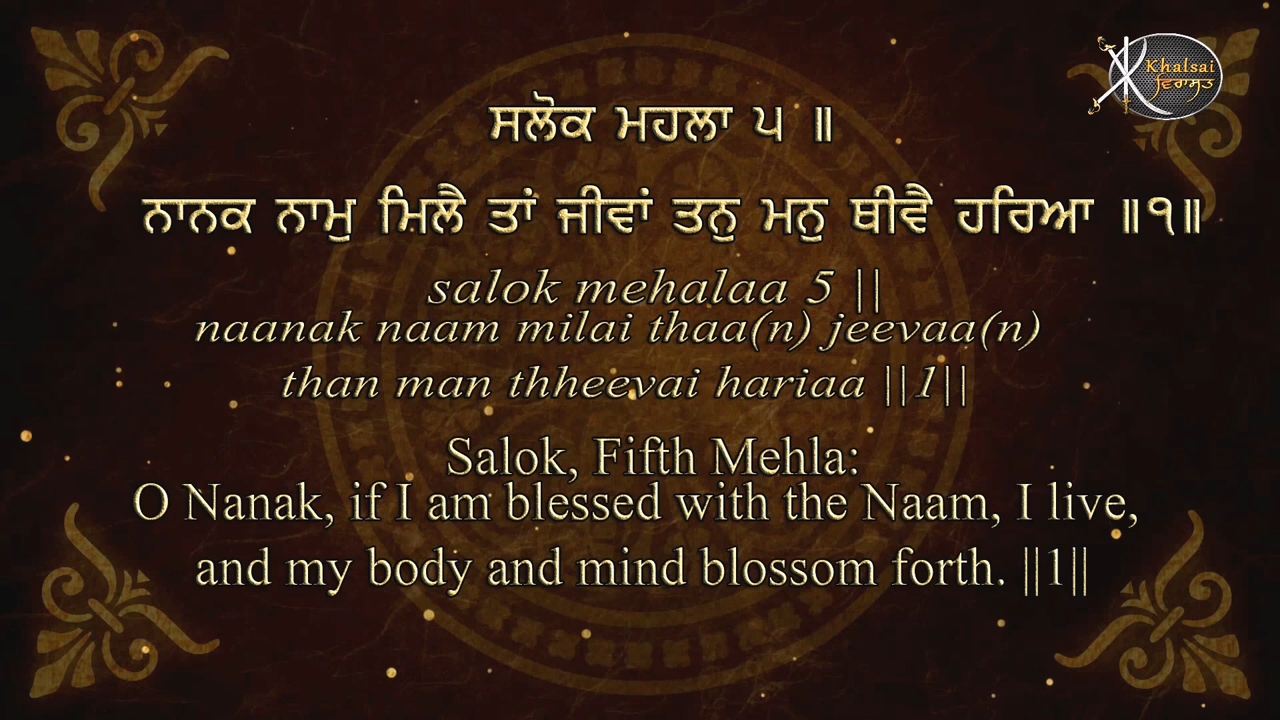 Khalsai
ਵਿਰਾਸਤ
ਸਲੋਕ ਮਹਲਾ ੫ ॥
ਨਾਨਕ ਨਾਮੁ ਮਿਲੈ ਤਾਂ ਜੀਵਾਂ ਤਨੁ ਮਨੁ ਥੀਵੈ ਹਰਿਆ ॥੧॥
salok mehalaa 5 ||
naanak naam milai thaa(n) jeevaa(n)
than man thheevai hariaa ||1||
Salok, Fifth Mehla:
O Nanak, if I am blessed with the Naam, I live,
and my body and mind blossom forth. ||1||